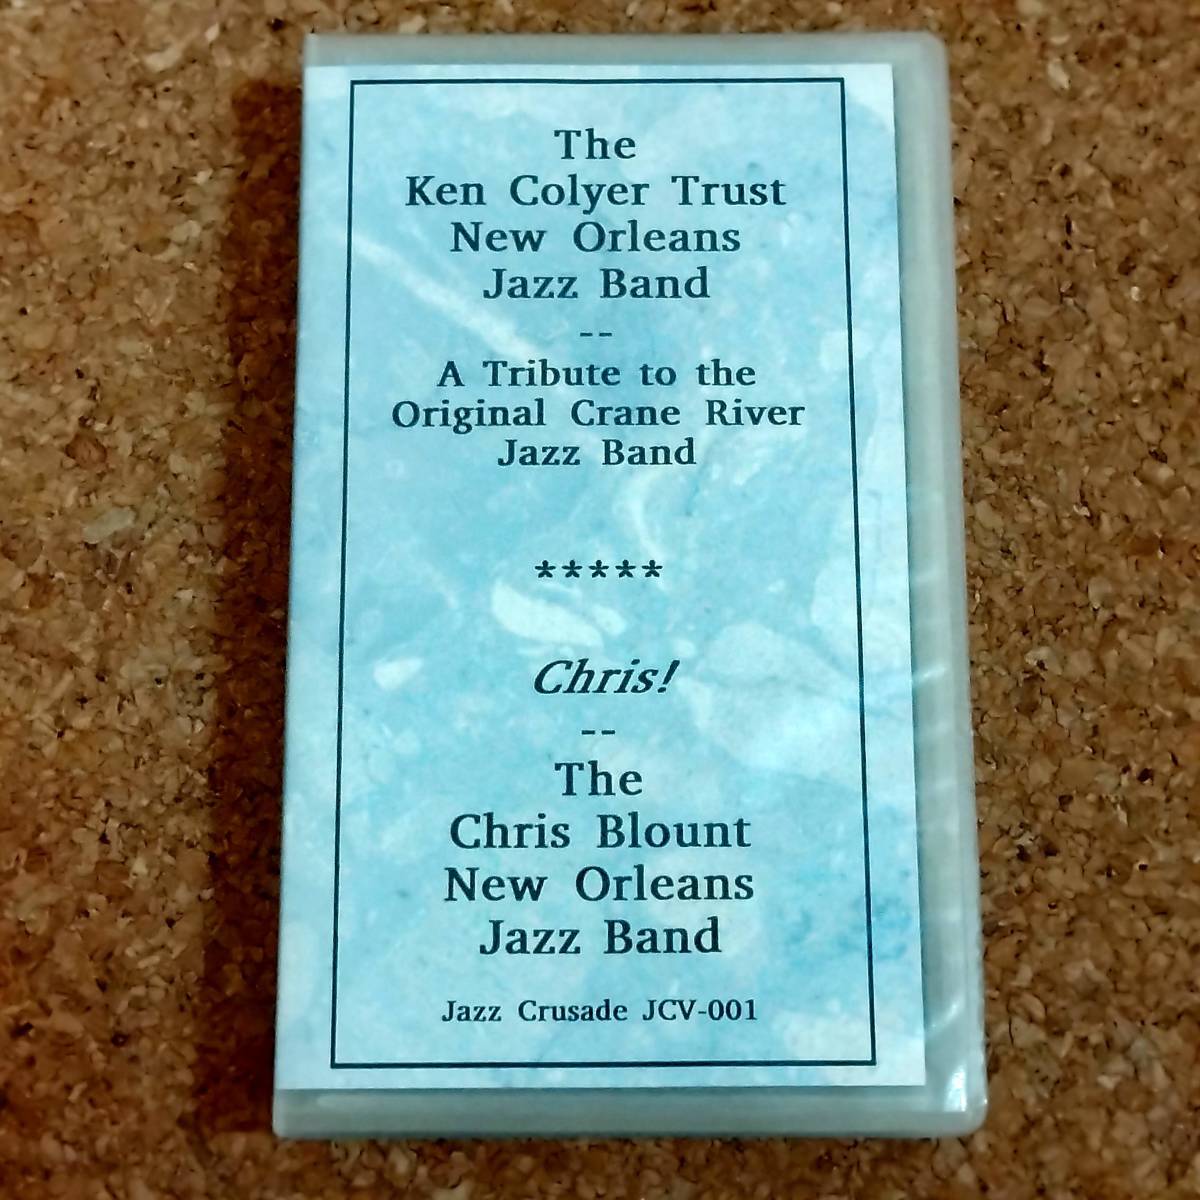 The
Ken Colyer Trust
New Orleans
Jazz Band
--
A Tribute to the
Original Crane River
Jazz Band
*****
Chris!
--
The
Chris Blount
New Orleans
Jazz Band
Jazz Crusade JCV-001